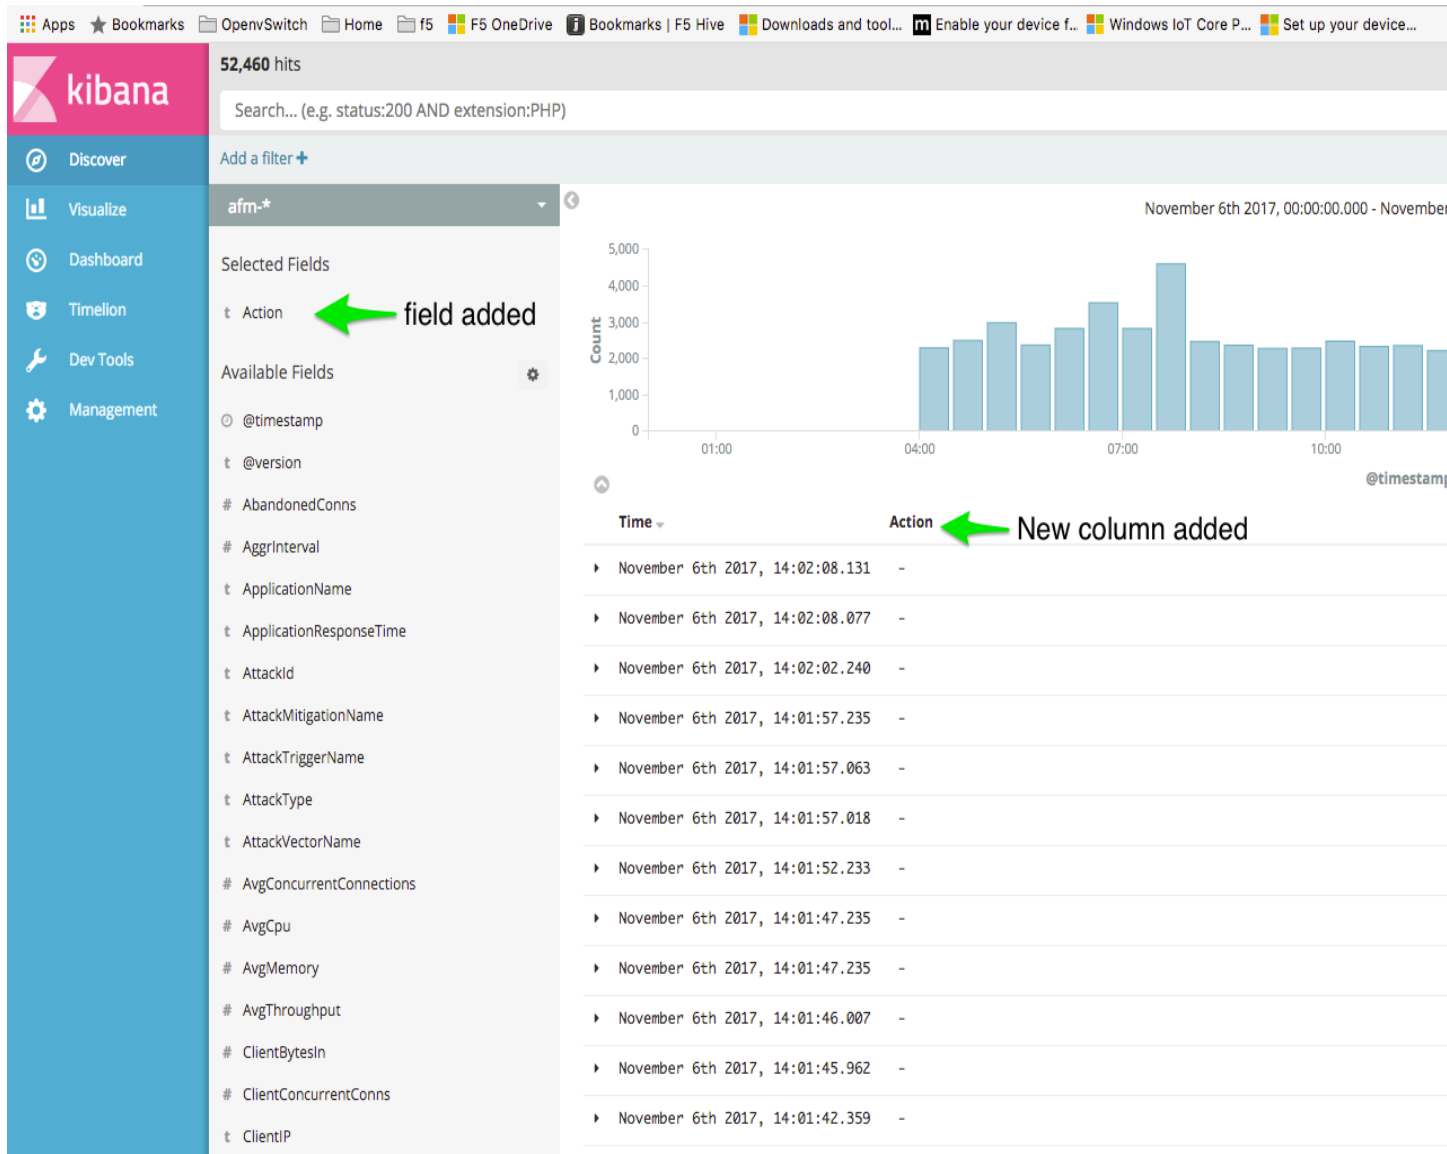 Apps Bookmarks OpenvSwitch Home f5 F5 OneDrive Bookmarks | F5 Hive Downloads and tool... Enable your device f... Windows IoT Core P... Set up your device...
kibana
52,460 hits
Search... (e.g. status:200 AND extension:PHP)
Discover
Visualize
Dashboard
Timelion
Dev Tools
Management
Add a filter +
afm-*
Selected Fields
t Action
field added
Available Fields
@timestamp
t @version
# AbandonedConns
# AggrInterval
t ApplicationName
t ApplicationResponseTime
t AttackId
t AttackMitigationName
t AttackTriggerName
t AttackType
t AttackVectorName
# AvgConcurrentConnections
# AvgCpu
# AvgMemory
# AvgThroughput
# ClientBytesIn
# ClientConcurrentConns
t ClientIP
November 6th 2017, 00:00:00.000 - November
Count
5,000
4,000
3,000
2,000
1,000
0
01:00 04:00 07:00 10:00
@timestamp
Time Action
New column added
November 6th 2017, 14:02:08.131 -
November 6th 2017, 14:02:08.077 -
November 6th 2017, 14:02:02.240 -
November 6th 2017, 14:01:57.235 -
November 6th 2017, 14:01:57.063 -
November 6th 2017, 14:01:57.018 -
November 6th 2017, 14:01:52.233 -
November 6th 2017, 14:01:47.235 -
November 6th 2017, 14:01:47.235 -
November 6th 2017, 14:01:46.007 -
November 6th 2017, 14:01:45.962 -
November 6th 2017, 14:01:42.359 -